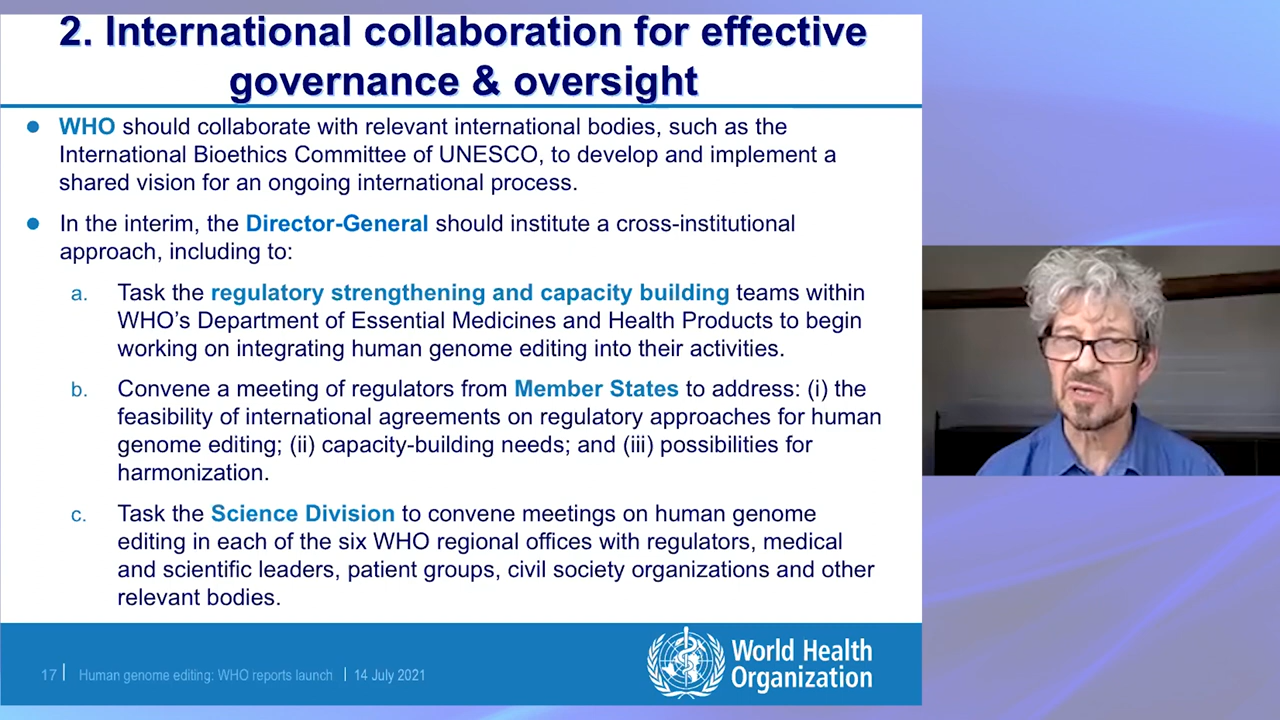 2. International collaboration for effective
governance & oversight
● WHO should collaborate with relevant international bodies, such as the
International Bioethics Committee of UNESCO, to develop and implement a
shared vision for an ongoing international process.
● In the interim, the Director-General should institute a cross-institutional
approach, including to:
a. Task the regulatory strengthening and capacity building teams within
WHO’s Department of Essential Medicines and Health Products to begin
working on integrating human genome editing into their activities.
b. Convene a meeting of regulators from Member States to address: (i) the
feasibility of international agreements on regulatory approaches for human
genome editing; (ii) capacity-building needs; and (iii) possibilities for
harmonization.
c. Task the Science Division to convene meetings on human genome
editing in each of the six WHO regional offices with regulators, medical
and scientific leaders, patient groups, civil society organizations and other
relevant bodies.
17 | Human genome editing: WHO reports launch | 14 July 2021
World Health
Organization